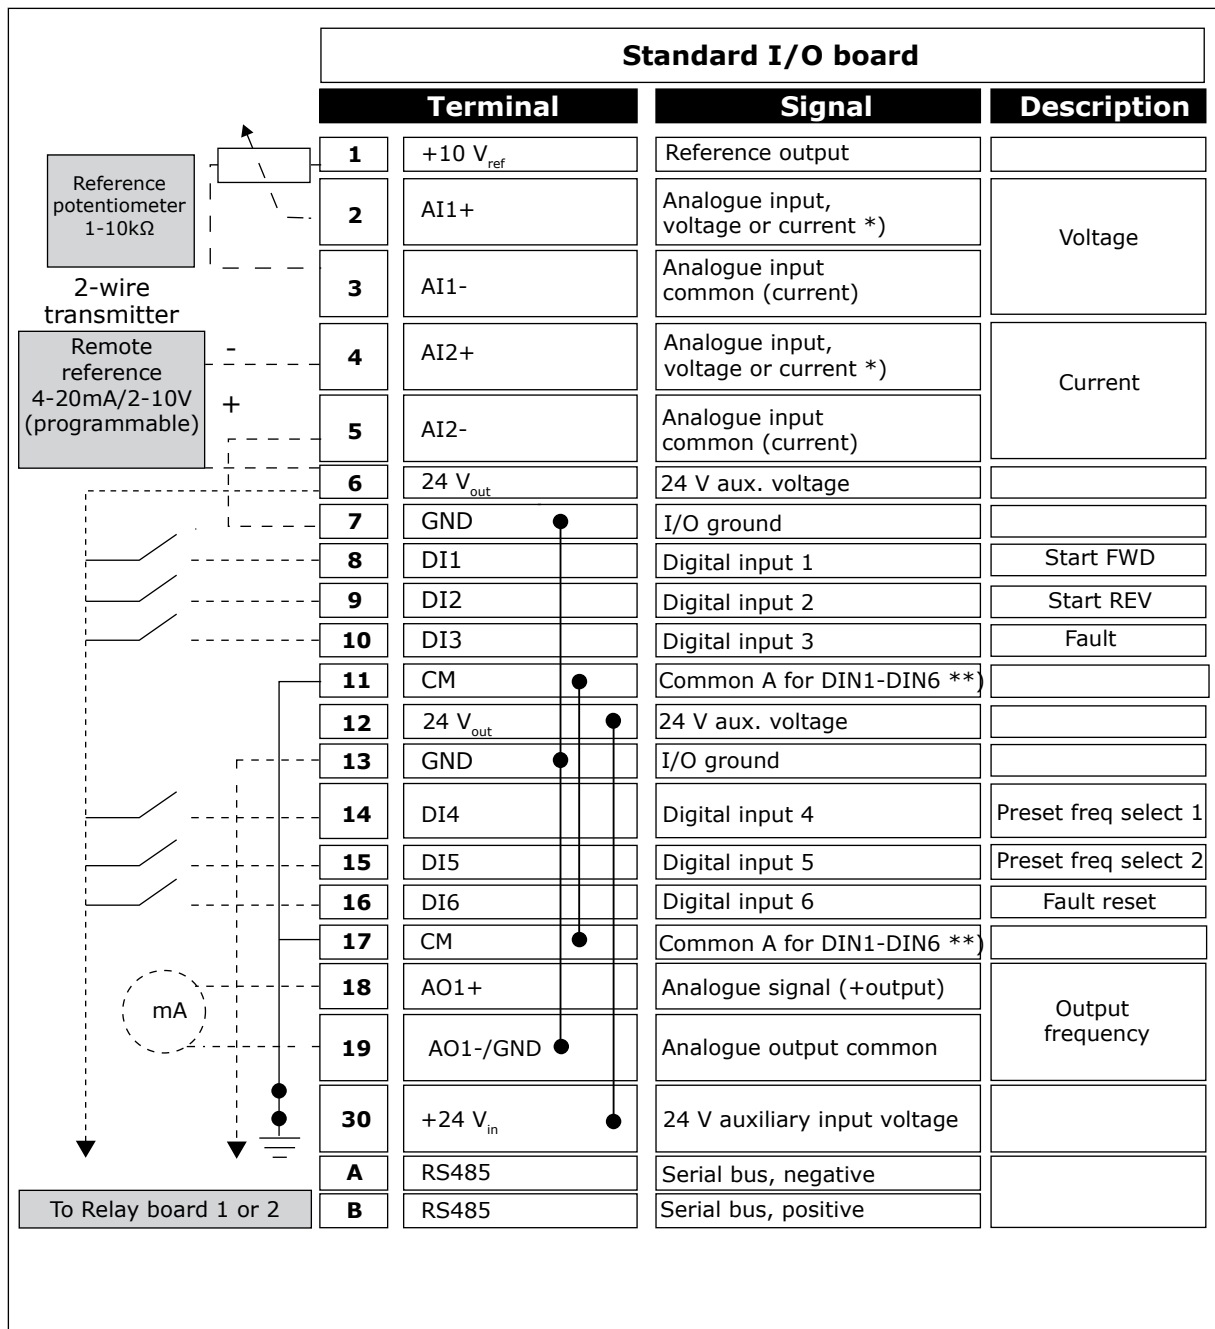 Standard I/O board
Terminal Signal Description
Reference
potentiometer
1-10kΩ
2-wire
transmitter
Remote
reference
4-20mA/2-10V
(programmable)
-
+
1 +10 Vref Reference output
2 AI1+ Analogue input,
voltage or current *)
Voltage
3 AI1- Analogue input
common (current)
4 AI2+ Analogue input,
voltage or current *)
Current
5 AI2- Analogue input
common (current)
6 24 Vout 24 V aux. voltage
7 GND I/O ground
8 DI1 Digital input 1 Start FWD
9 DI2 Digital input 2 Start REV
10 DI3 Digital input 3 Fault
11 CM Common A for DIN1-DIN6 **)
12 24 Vout 24 V aux. voltage
13 GND I/O ground
14 DI4 Digital input 4 Preset freq select 1
15 DI5 Digital input 5 Preset freq select 2
16 DI6 Digital input 6 Fault reset
17 CM Common A for DIN1-DIN6 **)
18 AO1+ Analogue signal (+output)
Output
frequency
mA
19 AO1-/GND Analogue output common
30 +24 Vin 24 V auxiliary input voltage
A RS485 Serial bus, negative
B RS485 Serial bus, positive
To Relay board 1 or 2